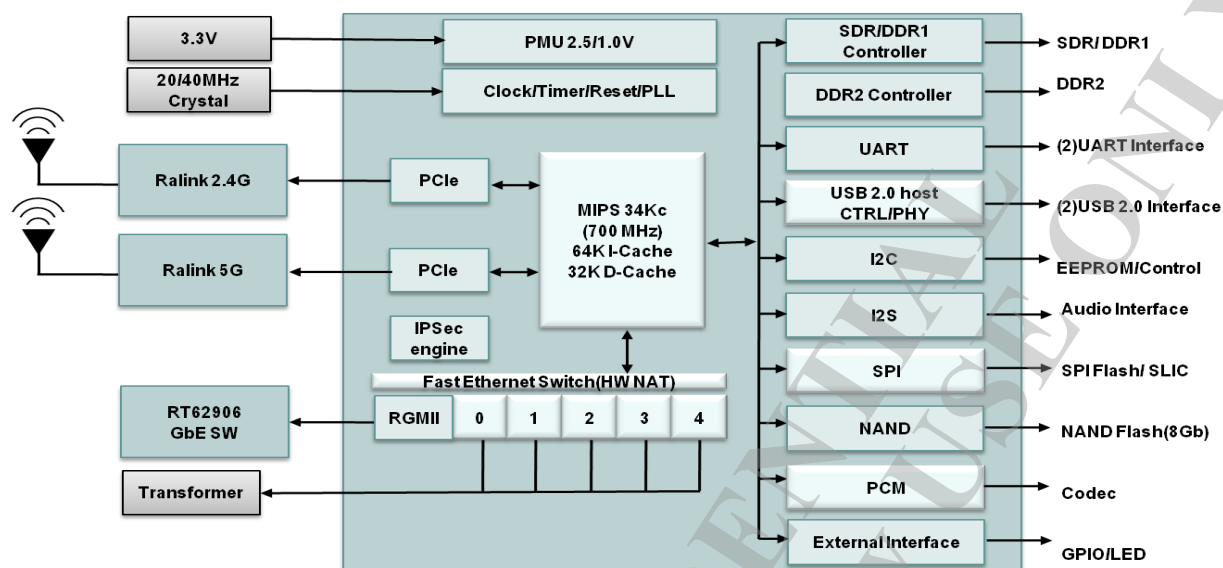 3.3V
20/40MHz
Crystal
PMU 2.5/1.0V
Clock/Timer/Reset/PLL
Ralink 2.4G
PCIe
Ralink 5G
PCIe
IPSec
engine
MIPS 34Kc
(700 MHz)
64K I-Cache
32K D-Cache
Fast Ethernet Switch(HW NAT)
RT62906
GbE SW
RGMII
0
1
2
3
4
Transformer
SDR/DDR1
Controller
SDR/DDR1
DDR2 Controller
DDR2
UART
(2)UART Interface
USB 2.0 host
CTRL/PHY
(2)USB 2.0 Interface
I2C
EEPROM/Control
I2S
Audio Interface
SPI
SPI Flash/ SLIC
NAND
NAND Flash(8Gb)
PCM
Codec
External Interface
GPIO/LED
USE ONLY